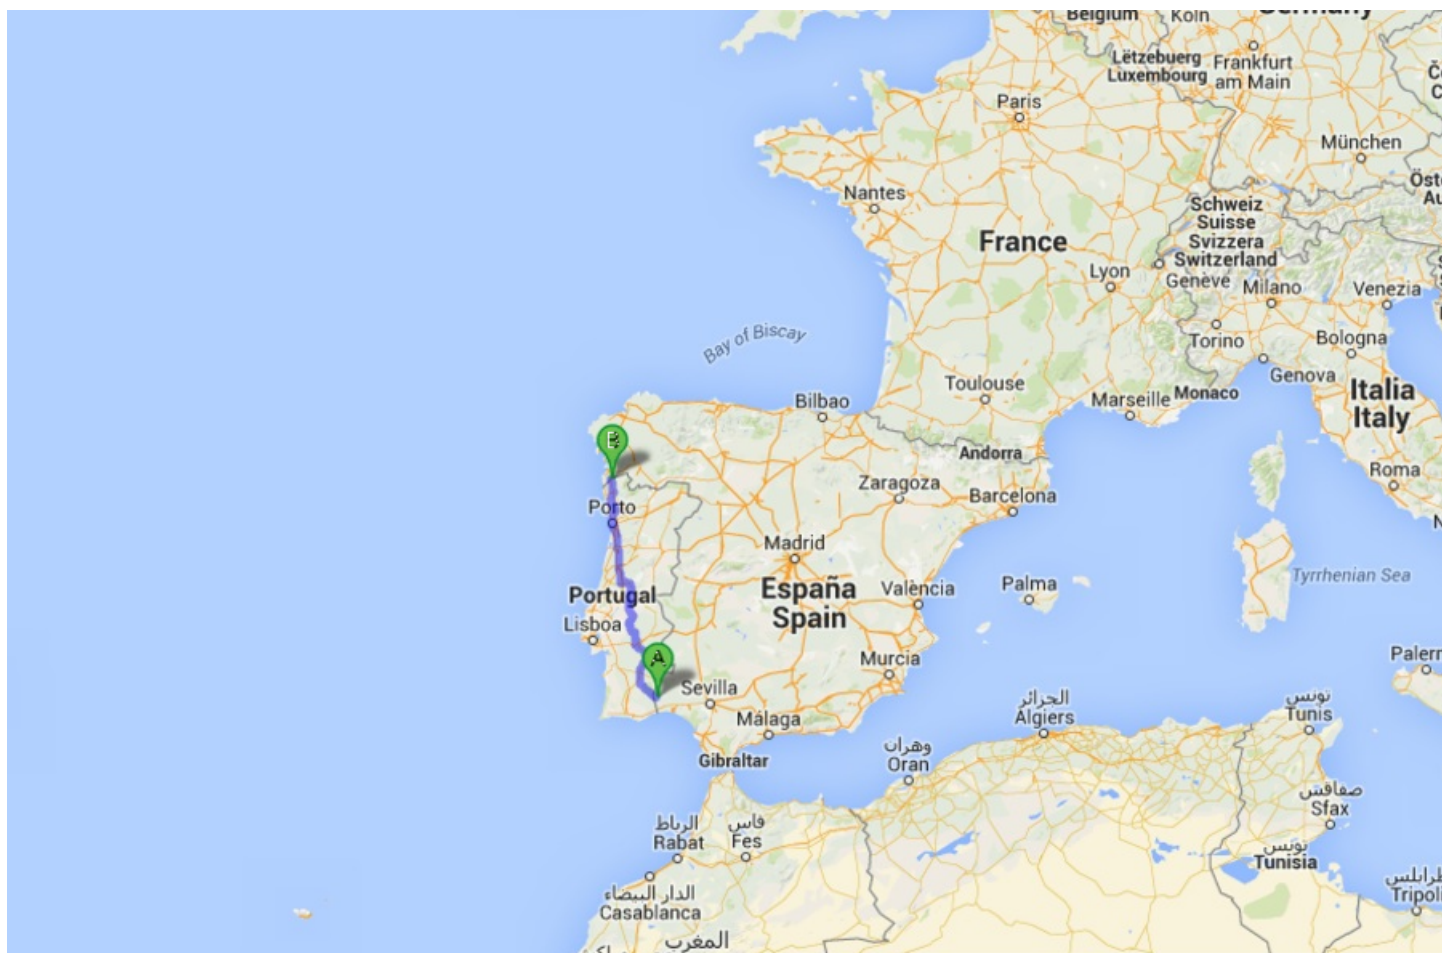 Belgium
Köln
Germany
Lëtzebuerg
Luxembourg
Frankfurt
am Main
Paris
München
Nantes
Schweiz
Suisse
Svizzera
Switzerland
France
Lyon
Genève
Milano
Venezia
Torino
Bologna
Bay of Biscay
Genova
Toulouse
Marseille
Monaco
Italia
Italy
Bilbao
Andorra
Roma
Zaragoza
Barcelona
Porto
Madrid
Palma
Tyrrhenian Sea
Portugal
España
Spain
València
Lisboa
A
Murcia
Sevilla
الجزائر
Algiers
تونس
Tunis
Málaga
وهران
Oran
Gibraltar
صفاقس
Sfax
الرباط
Rabat
فاس
Fes
تونس
Tunisia
الدار البيضاء
Casablanca
طرابلس
المغرب